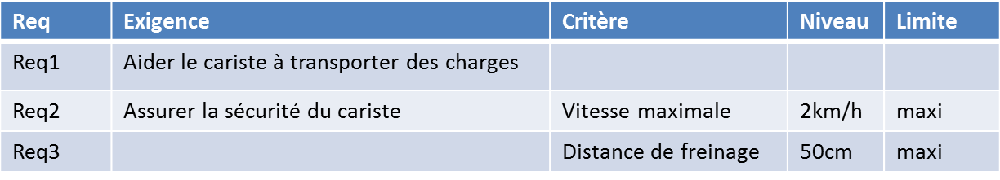 Req Exigence Critère Niveau Limite
Req1 Aider le cariste à transporter des charges
Req2 Assurer la sécurité du cariste Vitesse maximale 2km/h maxi
Req3 Distance de freinage 50cm maxi